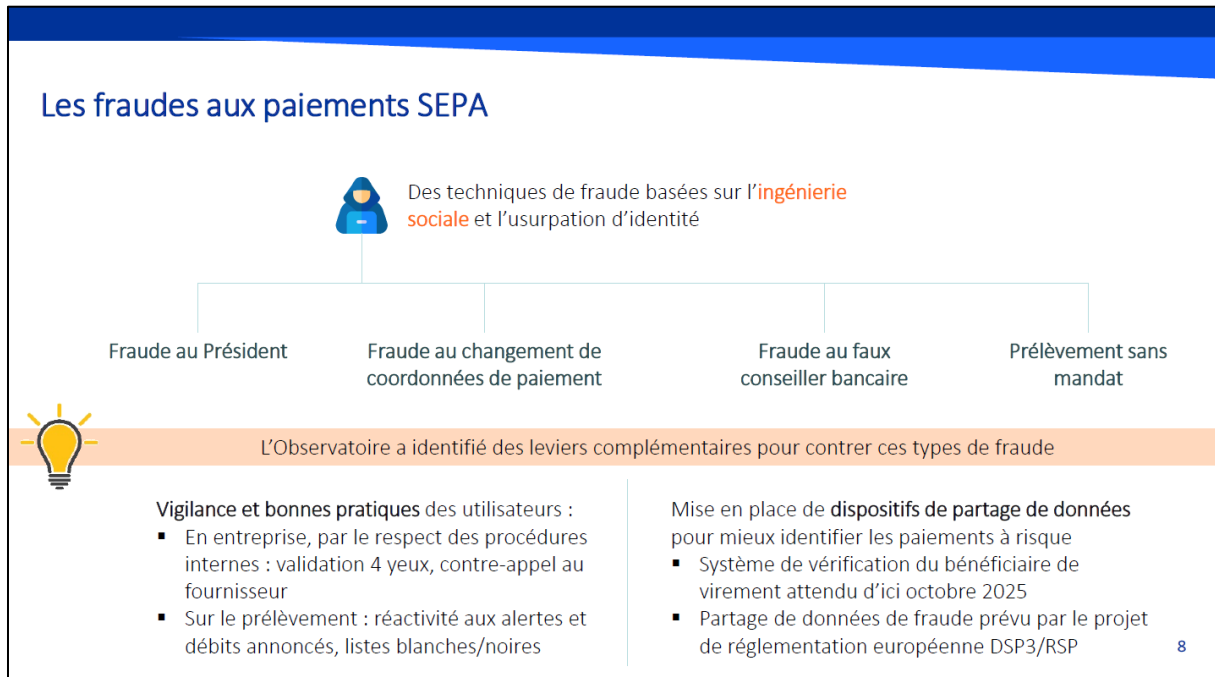 Les fraudes aux paiements SEPA
Des techniques de fraude basées sur l'ingénierie
sociale et l'usurpation d'identité
Fraude au Président
Fraude au changement de
coordonnées de paiement
Fraude au faux
conseiller bancaire
Prélèvement sans
mandat
L'Observatoire a identifié des leviers complémentaires pour contrer ces types de fraude
Vigilance et bonnes pratiques des utilisateurs :
▪ En entreprise, par le respect des procédures
internes : validation 4 yeux, contre-appel au
fournisseur
▪ Sur le prélèvement : réactivité aux alertes et
débits annoncés, listes blanches/noires
Mise en place de dispositifs de partage de données
pour mieux identifier les paiements à risque
▪ Système de vérification du bénéficiaire de
virement attendu d'ici octobre 2025
▪ Partage de données de fraude prévu par le projet
de réglementation européenne DSP3/RSP
8